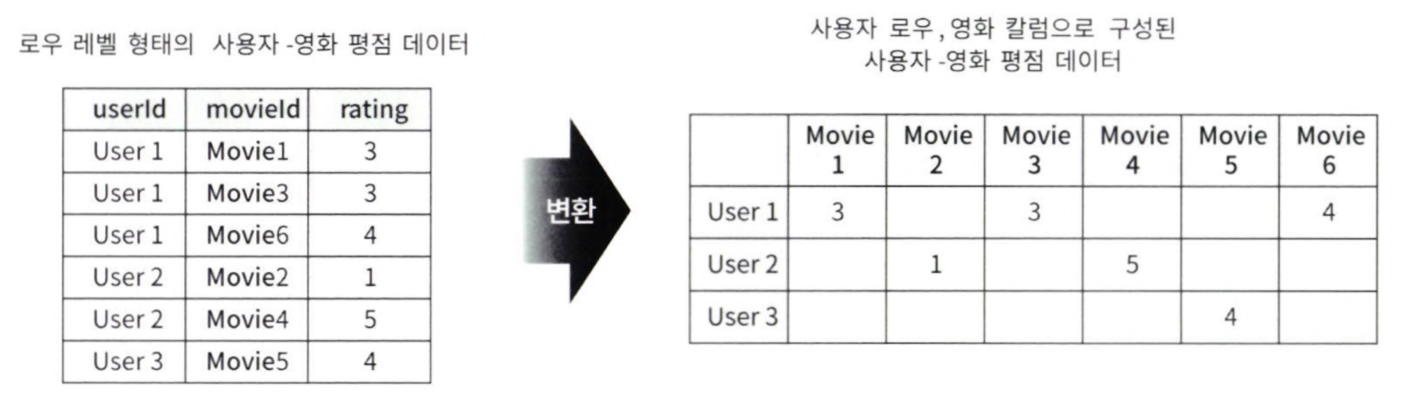 로우 레벨 형태의 사용자 -영화 평점 데이터
userId movieId rating
User 1 Movie1 3
User 1 Movie3 3
User 1 Movie6 4
User 2 Movie2 1
User 2 Movie4 5
User 3 Movie5 4
변환
사용자 로우 , 영화 칼럼으로 구성된
사용자 -영화 평점 데이터
Movie Movie Movie Movie Movie Movie
1 2 3 4 5 6
User 1 3 3 4
User 2 1 5
User 3 4